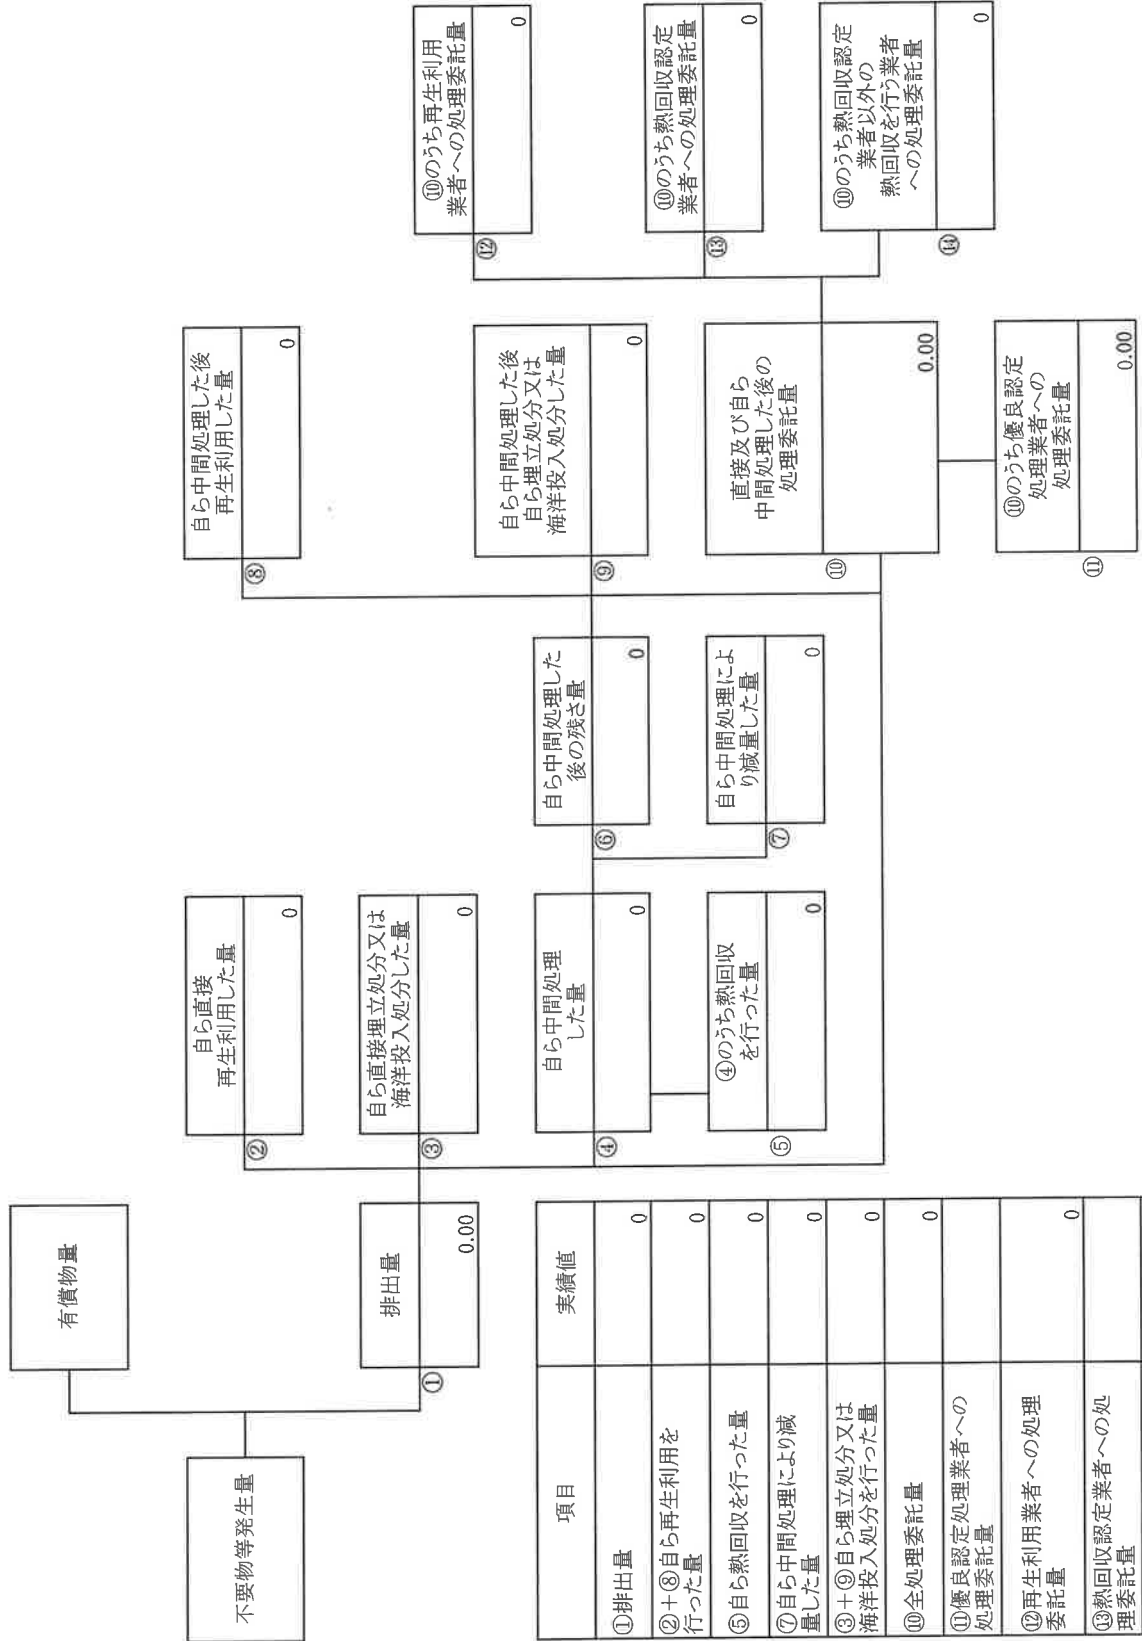 不要物等発生量
有償物量
排出量
①
0.00
自ら直接
再生利用した量
②
0
自ら直接埋立処分又は
海洋投入処分した量
③
0
自ら中間処理
した量
④
0
④のうち熱回収
を行った量
⑤
0
自ら中間処理した
後の残さ量
⑥
0
自ら中間処理によ
り減量した量
⑦
0
自ら中間処理した後
再生利用した量
⑧
0
自ら中間処理した後
自ら埋立処分又は
海洋投入処分した量
⑨
0
直接及び自ら
中間処理した後の
処理委託量
⑩
0.00
⑩のうち優良認定
処理業者への
処理委託量
⑪
0.00
⑩のうち再生利用
業者への処理委託量
⑫
0
⑩のうち熱回収認定
業者への処理委託量
⑬
0
⑩のうち熱回収認定
業者以外の
熱回収を行う業者
への処理委託量
⑭
0
項目 実績値
①排出量 0
②+⑧自ら再生利用を
行った量 0
⑤自ら熱回収を行った量 0
⑦自ら中間処理により減
量した量 0
③+⑨自ら埋立処分又は
海洋投入処分を行った量 0
⑩全処理委託量 0
⑪優良認定処理業者への
処理委託量
⑫再生利用業者への処理
委託量 0
⑬熱回収認定業者への処
理委託量